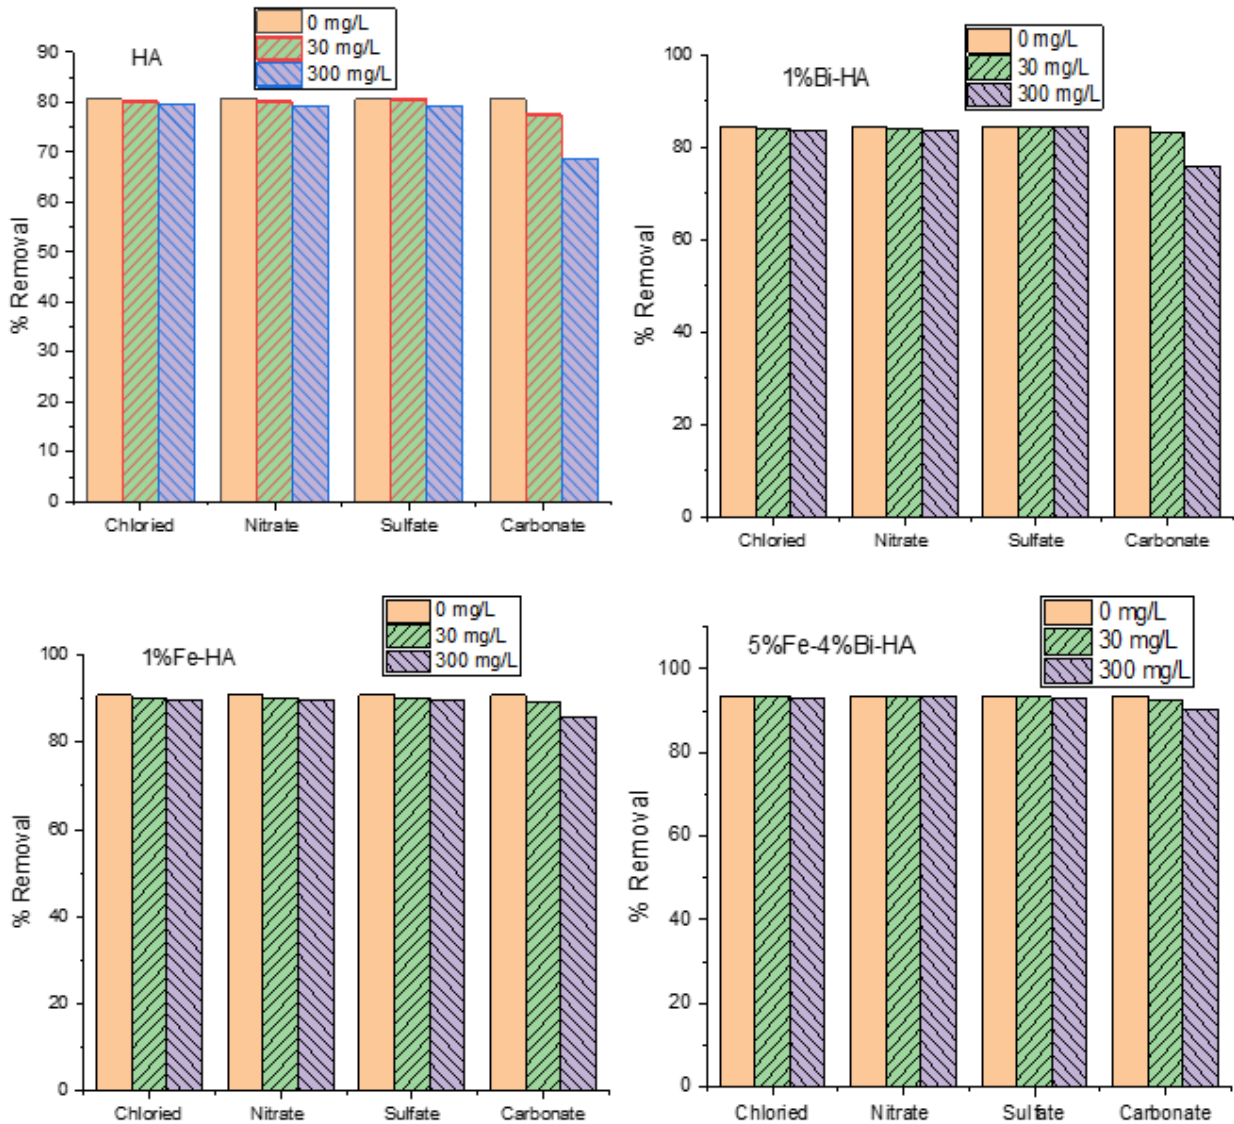 HA
0 mg/L
30 mg/L
300 mg/L
% Removal
90
80
70
60
50
40
30
20
10
0
Chloried
Nitrate
Sulfate
Carbonate
1%Bi-HA
0 mg/L
30 mg/L
300 mg/L
% Removal
100
80
60
40
20
0
Chloried
Nitrate
Sulfate
Carbonate
1%Fe-HA
0 mg/L
30 mg/L
300 mg/L
% Removal
100
80
60
40
20
0
Chloried
Nitrate
Sulfate
Carbonate
5%Fe-4%Bi-HA
0 mg/L
30 mg/L
300 mg/L
% Removal
100
80
60
40
20
0
Chloried
Nitrate
Sulfate
Carbonate